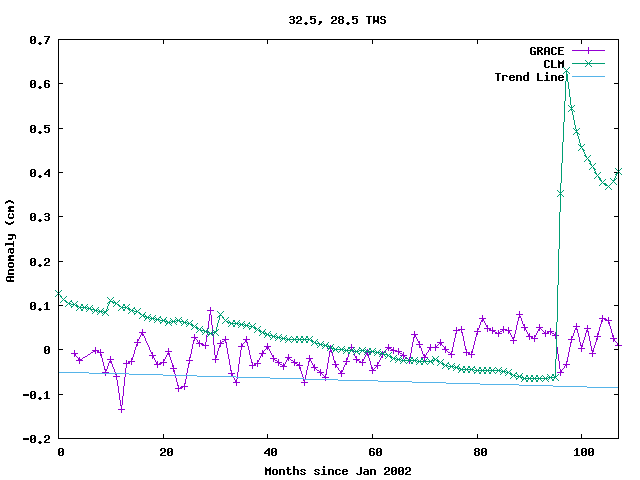 32.5, 28.5 TWS
GRACE
CLM
Trend Line
Anomaly (cm)
0.7
0.6
0.5
0.4
0.3
0.2
0.1
0
-0.1
-0.2
0 20 40 60 80 100
Months since Jan 2002